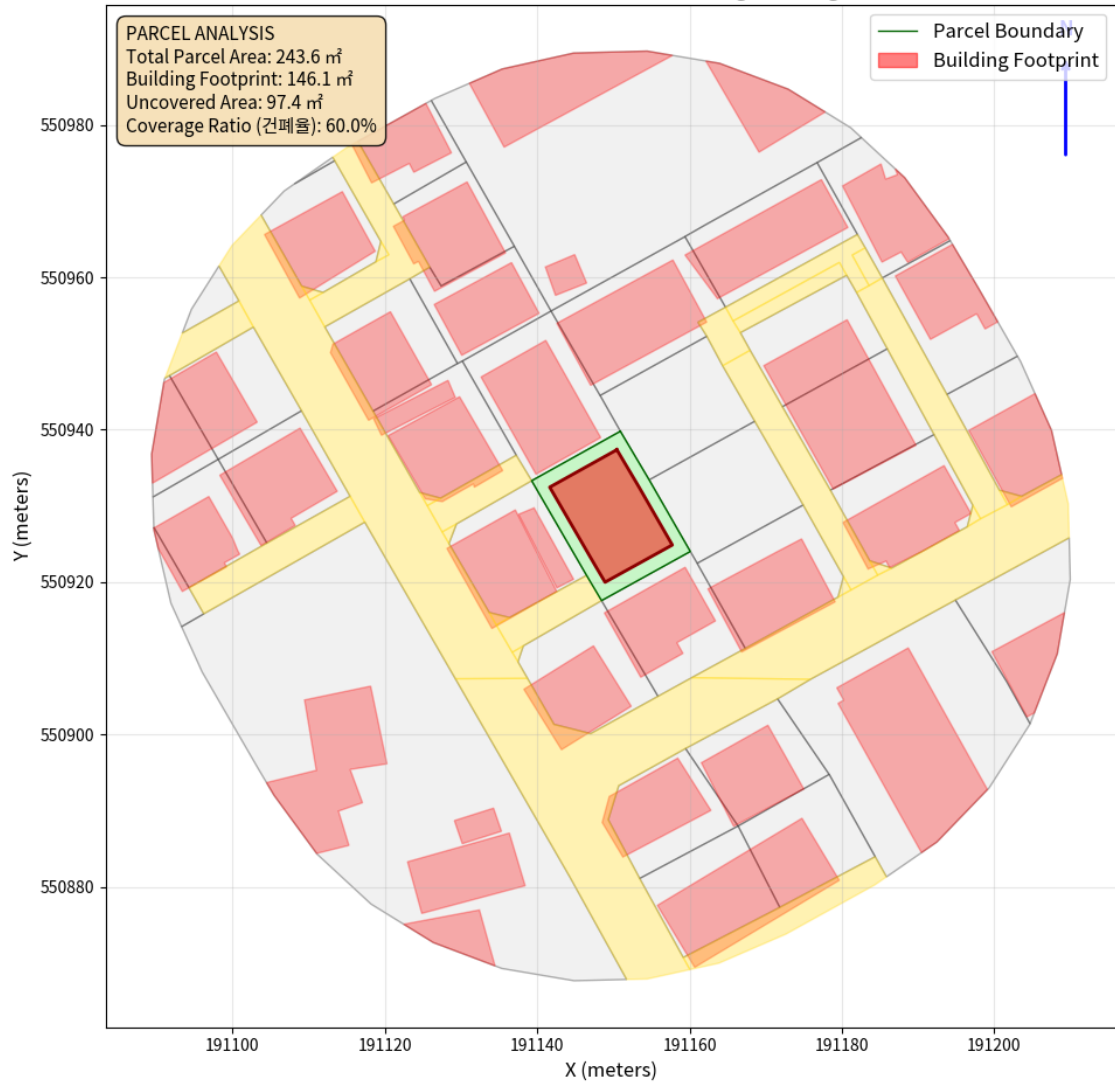 PARCEL ANALYSIS
Total Parcel Area: 243.6 ㎡
Building Footprint: 146.1 ㎡
Uncovered Area: 97.4 ㎡
Coverage Ratio (건폐율): 60.0%
Parcel Boundary
Building Footprint
N
550980
550960
550940
550920
550900
550880
Y (meters)
191100
191120
191140
191160
191180
191200
X (meters)